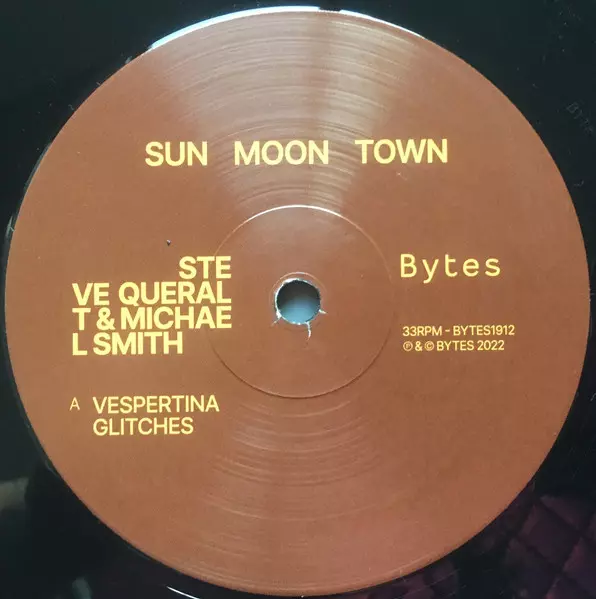 SUN MOON TOWN
STE
VE QUERAL
T & MICHAE
L SMITH
Bytes
33RPM - BYTES1912
℗ & © BYTES 2022
A VESPERTINA
GLITCHES